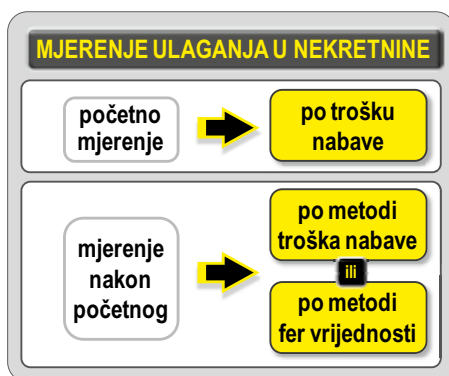 MJERENJE ULAGANJA U NEKRETNINE
početno
mjerenje
po trošku
nabave
mjerenje
nakon
početnog
po metodi
troška nabave
ili
po metodi
fer vrijednosti